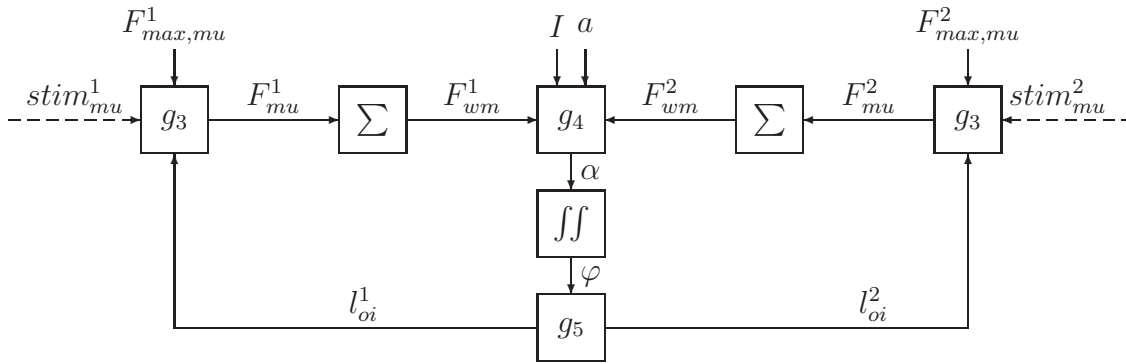 F^1_{max,mu} I a F^2_{max,mu}
stim^1_{mu} g_3 F^1_{mu} ∑ F^1_{wm} g_4 F^2_{wm} ∑ F^2_{mu} g_3 stim^2_{mu}
α
∫∫
φ
l^1_{oi} g_5 l^2_{oi}